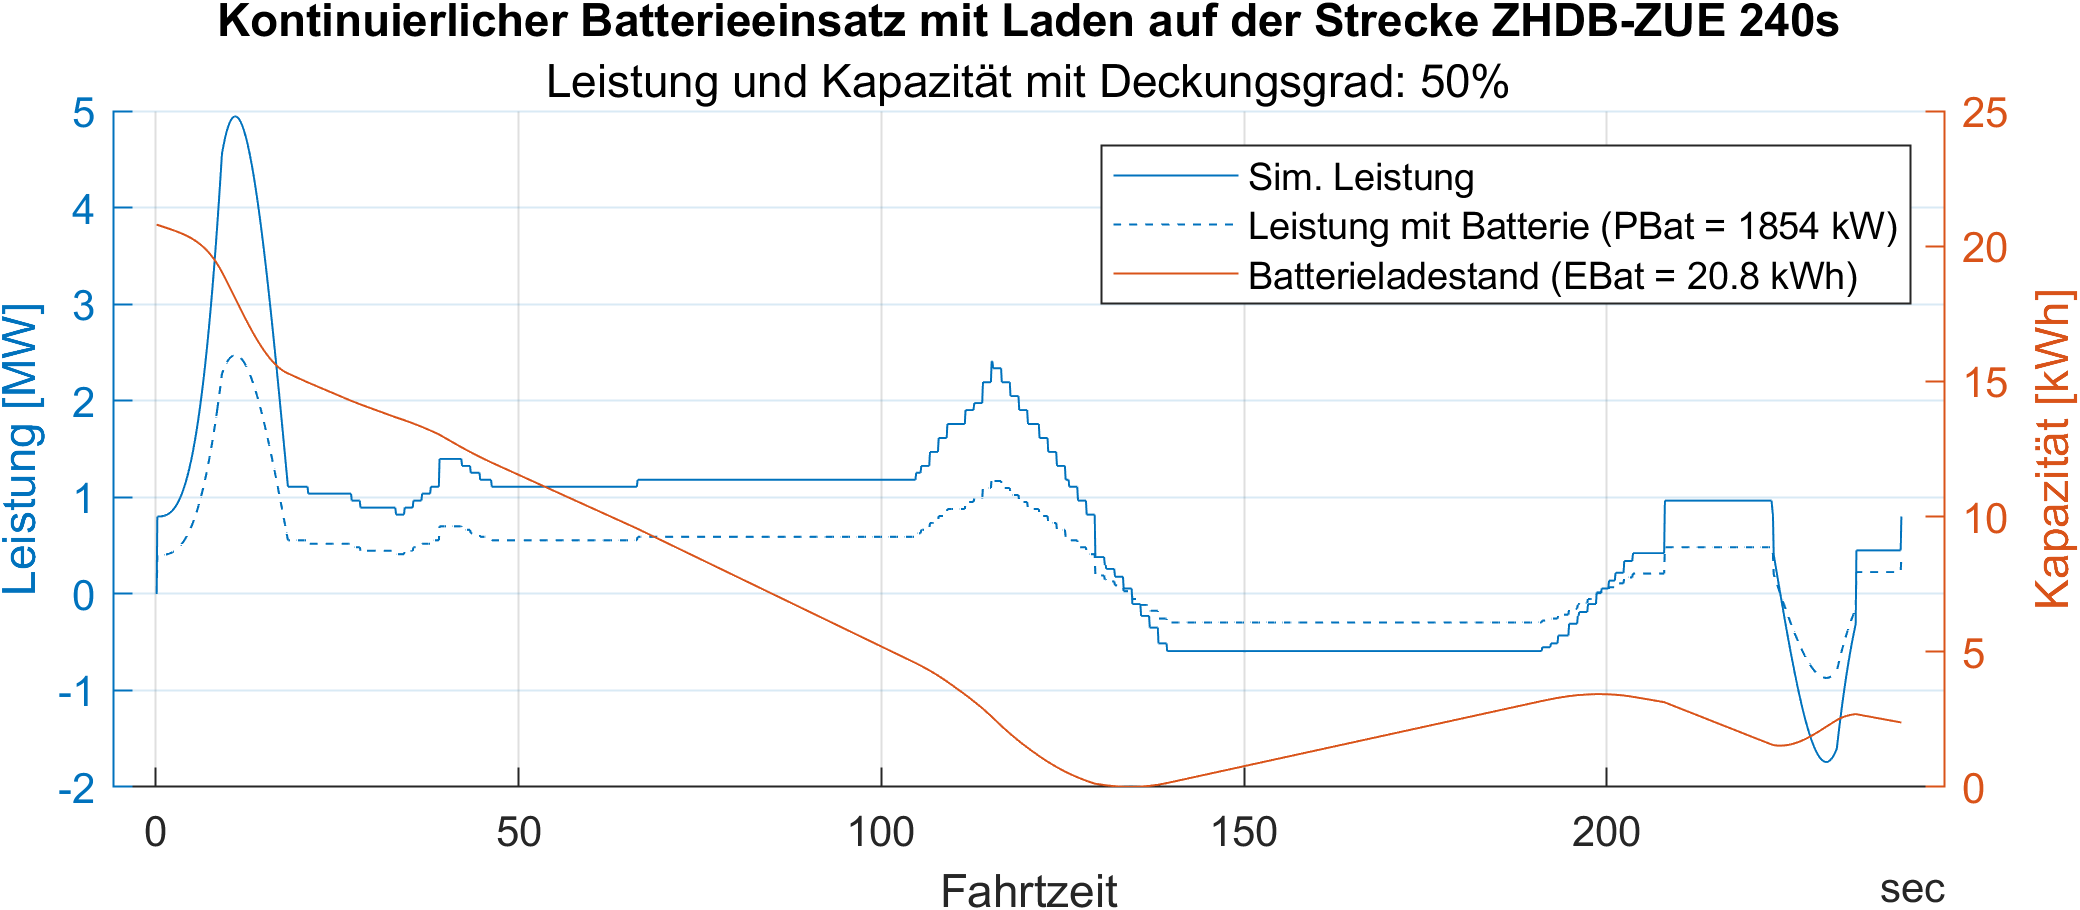 Kontinuierlicher Batterieeinsatz mit Laden auf der Strecke ZHDB-ZUE 240s
Leistung und Kapazität mit Deckungsgrad: 50%
Leistung [MW]
5
4
3
2
1
0
-1
-2
Sim. Leistung
Leistung mit Batterie (PBat = 1854 kW)
Batterieladestand (EBat = 20.8 kWh)
25
20
15
10
5
0
Kapazität [kWh]
0 50 100 150 200
Fahrtzeit
sec